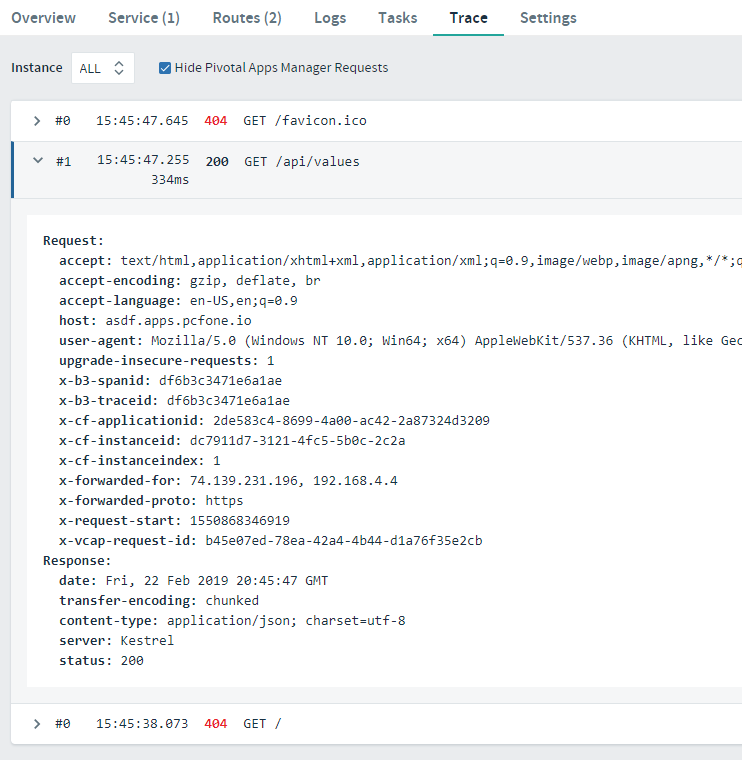 Overview Service (1) Routes (2) Logs Tasks Trace Settings
Instance ALL Hide Pivotal Apps Manager Requests
#0 15:45:47.645 404 GET /favicon.ico
#1 15:45:47.255 200 GET /api/values
334ms
Request:
accept: text/html,application/xhtml+xml,application/xml;q=0.9,image/webp,image/apng,*/*;q
accept-encoding: gzip, deflate, br
accept-language: en-US,en;q=0.9
host: asdf.apps.pcfone.io
user-agent: Mozilla/5.0 (Windows NT 10.0; Win64; x64) AppleWebKit/537.36 (KHTML, like Gec
upgrade-insecure-requests: 1
x-b3-spanid: df6b3c3471e6a1ae
x-b3-traceid: df6b3c3471e6a1ae
x-cf-applicationid: 2de583c4-8699-4a00-ac42-2a87324d3209
x-cf-instanceid: dc7911d7-3121-4fc5-5b0c-2c2a
x-cf-instanceindex: 1
x-forwarded-for: 74.139.231.196, 192.168.4.4
x-forwarded-proto: https
x-request-start: 1550868346919
x-vcap-request-id: b45e07ed-78ea-42a4-4b44-d1a76f35e2cb
Response:
date: Fri, 22 Feb 2019 20:45:47 GMT
transfer-encoding: chunked
content-type: application/json; charset=utf-8
server: Kestrel
status: 200
#0 15:45:38.073 404 GET /